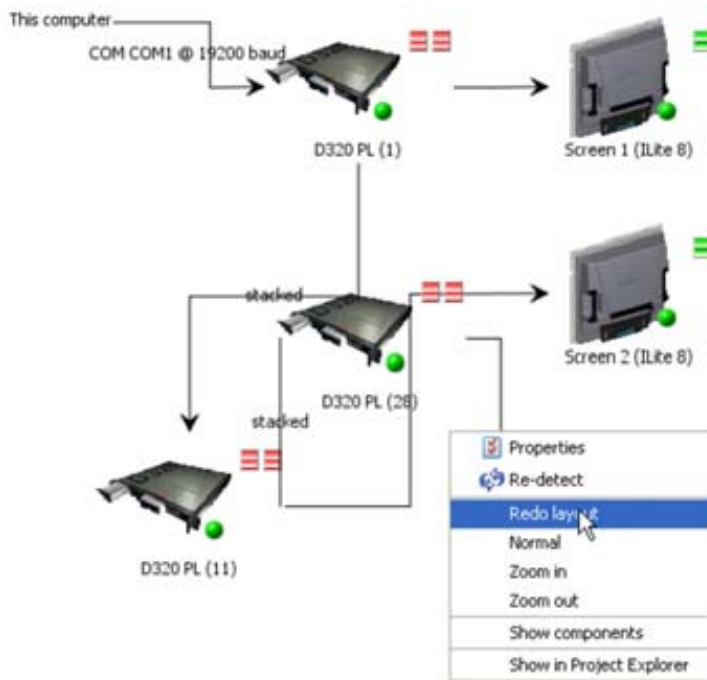 This computer
COM COM1 @ 19200 baud
D320 PL (1)
Screen 1 (ILite 8)
stacked
D320 PL (28)
Screen 2 (ILite 8)
stacked
D320 PL (11)
Properties
Re-detect
Redo layout
Normal
Zoom in
Zoom out
Show components
Show in Project Explorer